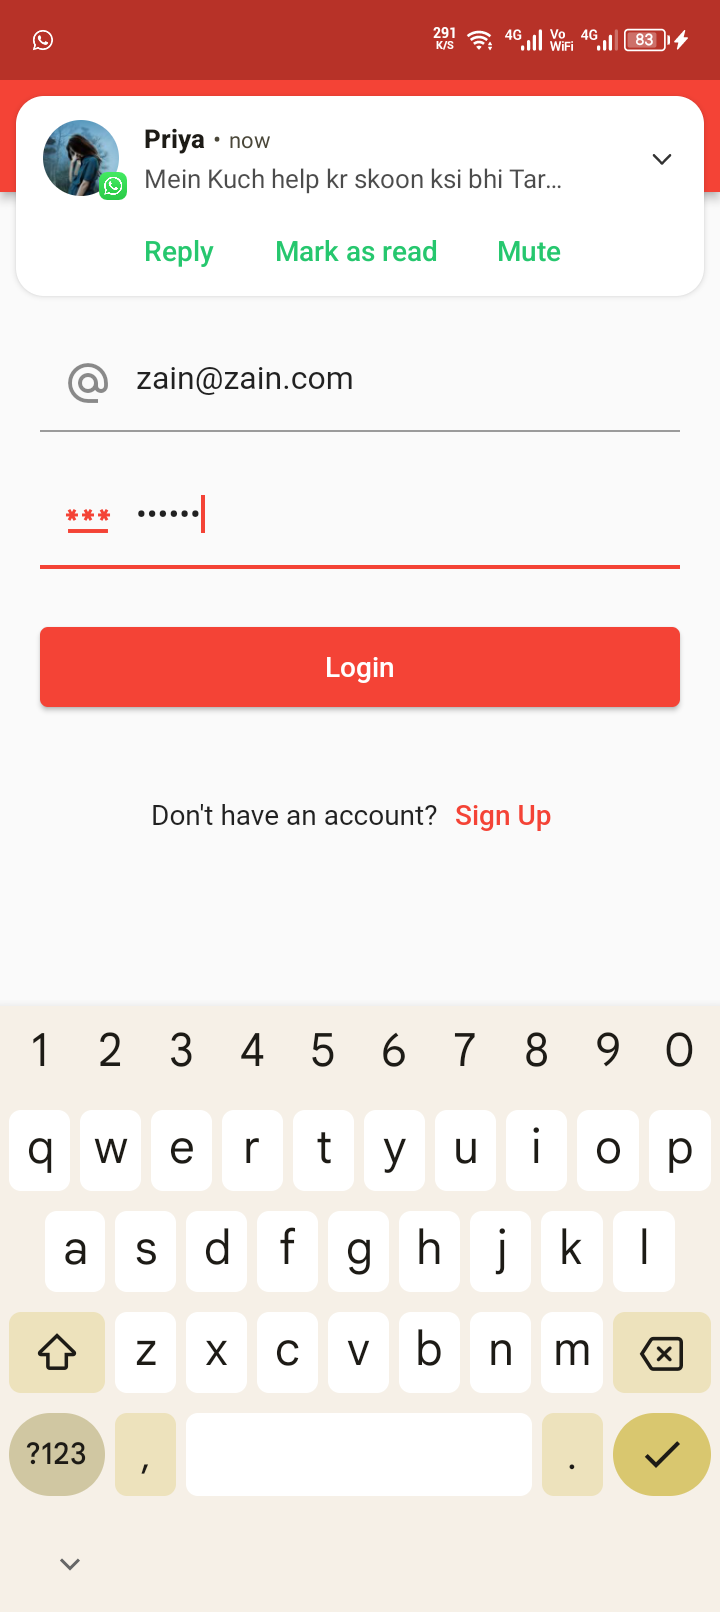 291 K/S 4G Vo WiFi 4G 83
Priya • now
Mein Kuch help kr skoon ksi bhi Tar...
Reply Mark as read Mute
zain@zain.com
*** ••••••
Login
Don't have an account? Sign Up
1 2 3 4 5 6 7 8 9 0
q w e r t y u i o p
a s d f g h j k l
z x c v b n m
?123 , .